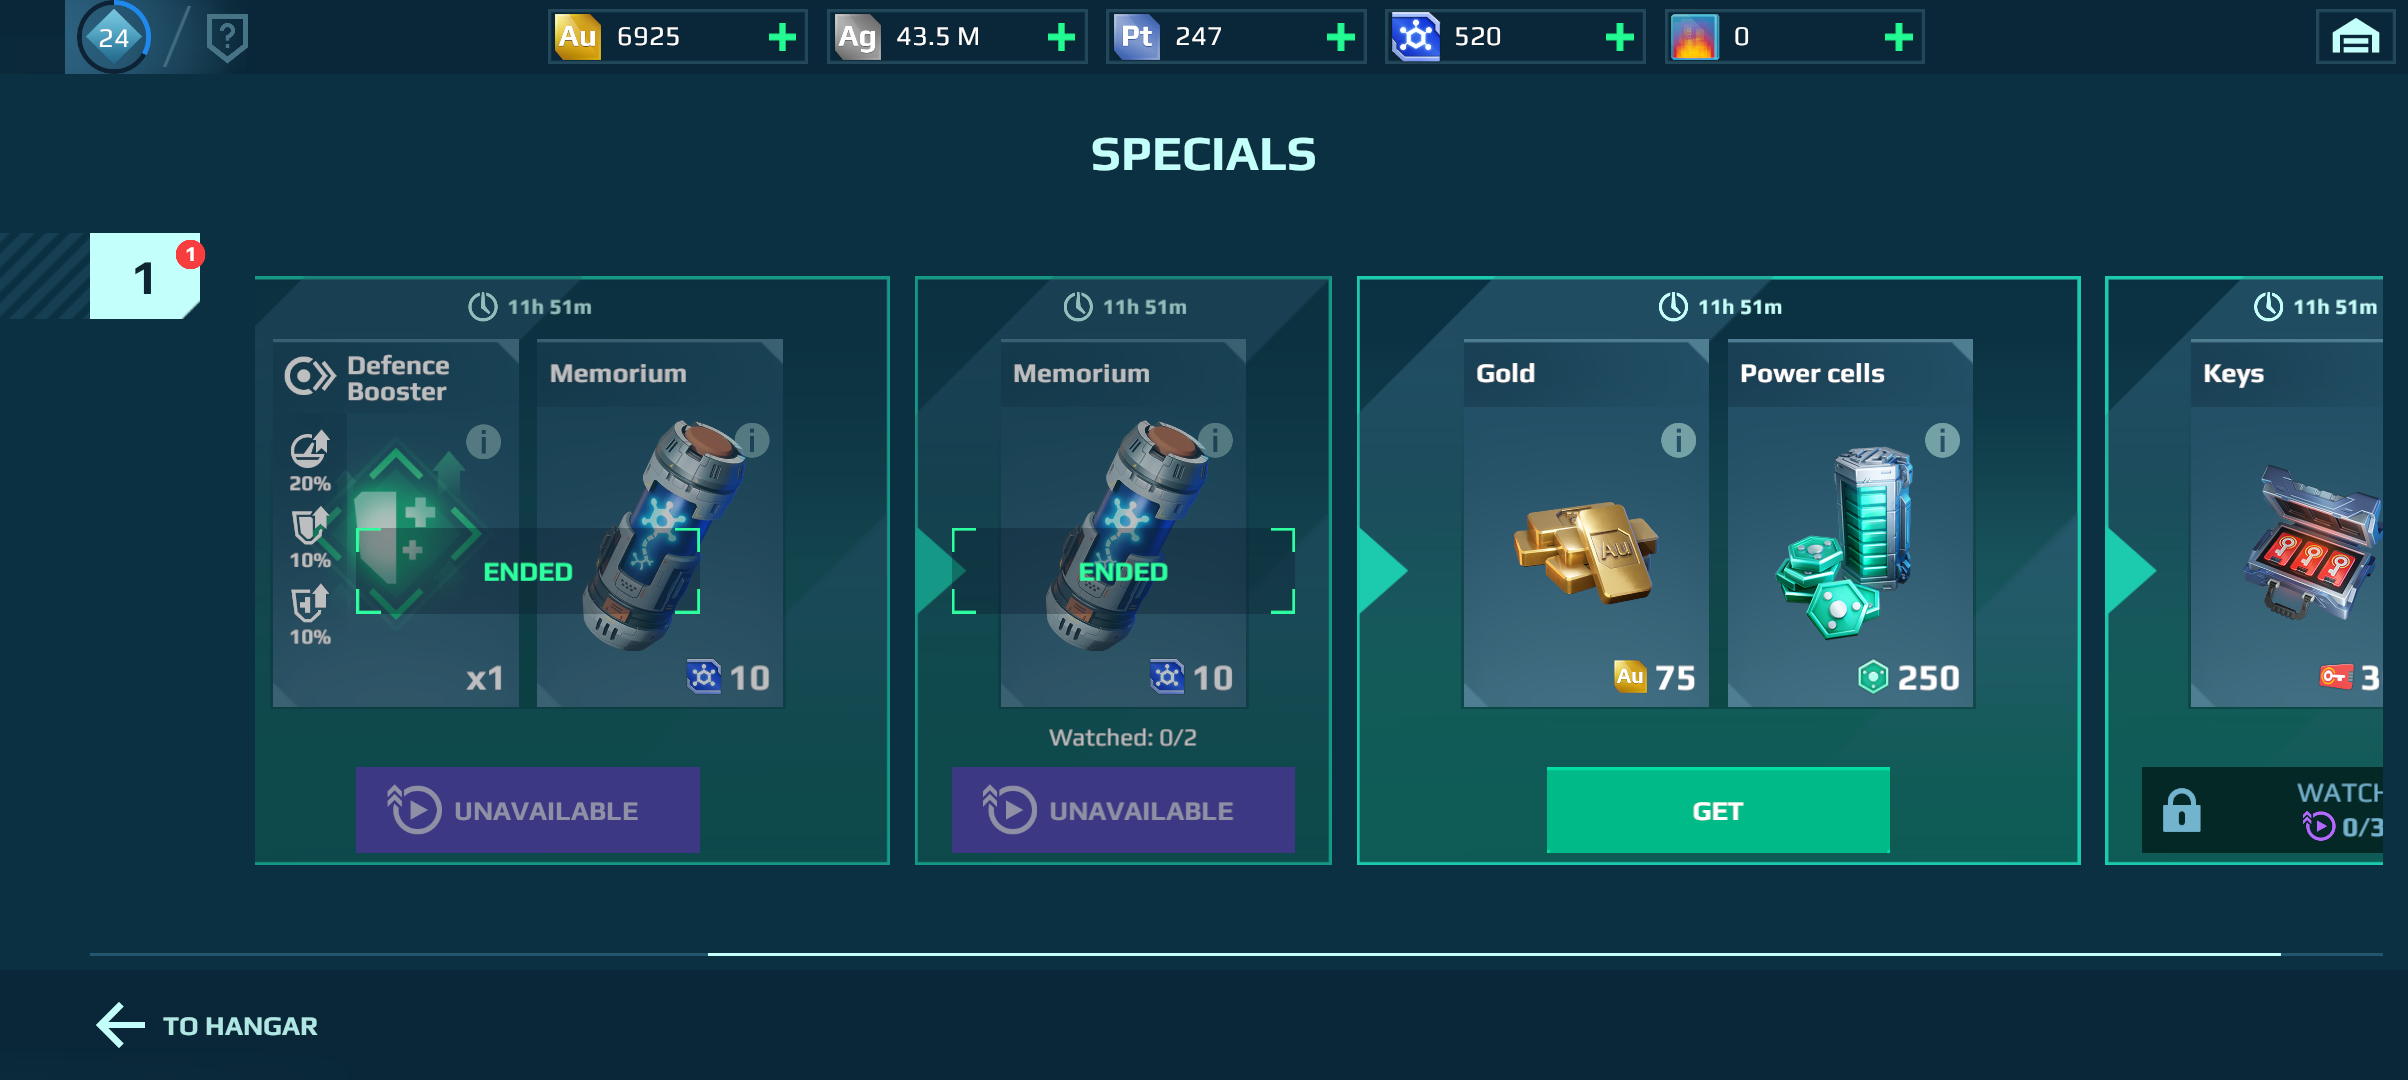 24
?
Au 6925
Ag 43.5 M
Pt 247
520
0
SPECIALS
1
1
11h 51m
Defence
Booster
20%
10%
10%
x1
Memorium
10
ENDED
UNAVAILABLE
11h 51m
Memorium
ENDED
10
Watched: 0/2
UNAVAILABLE
11h 51m
Gold
Au
Au 75
Power cells
250
GET
11h 51m
Keys
3
WATCH
0/3
TO HANGAR